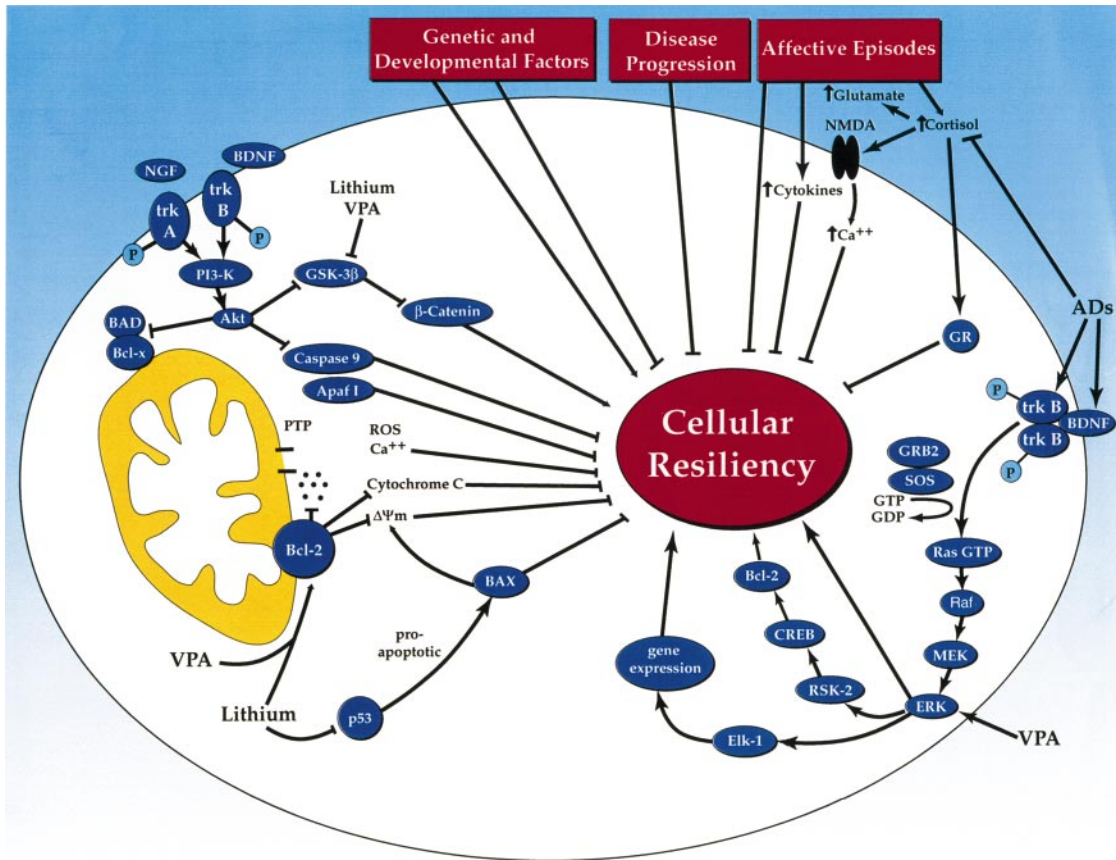 Genetic and
Developmental Factors
Disease
Progression
Affective Episodes
↑Glutamate
NMDA
↑Cortisol
↑Cytokines
↑Ca++
NGF
BDNF
trk
A
trk
B
P
P
Lithium
VPA
PI3-K
GSK-3β
Akt
β-Catenin
BAD
Bcl-x
Caspase 9
Apaf I
PTP
ROS
Ca++
Cytochrome C
ΔΨm
Bcl-2
BAX
pro-
apoptotic
VPA
Lithium
p53
Cellular
Resiliency
GR
ADs
P
trk B
trk B
BDNF
P
GRB2
SOS
GTP
GDP
Ras GTP
Raf
MEK
ERK
VPA
Bcl-2
CREB
RSK-2
Elk-1
gene
expression